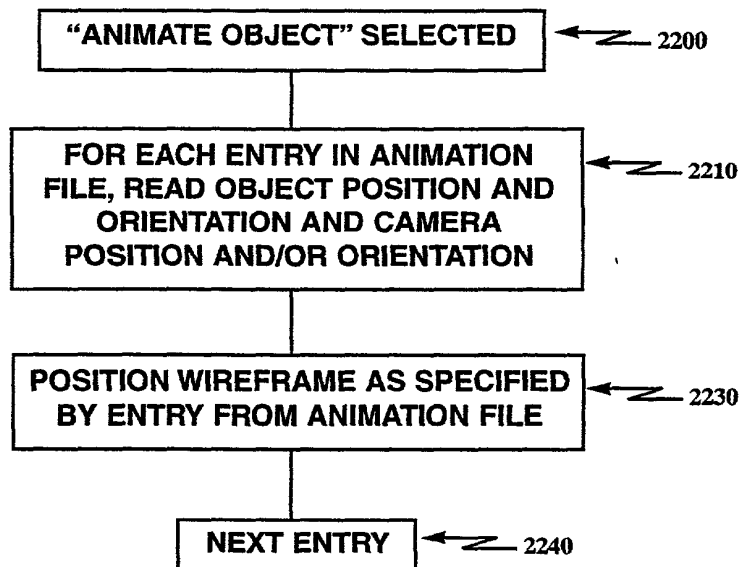 "ANIMATE OBJECT" SELECTED
2200
FOR EACH ENTRY IN ANIMATION
FILE, READ OBJECT POSITION AND
ORIENTATION AND CAMERA
POSITION AND/OR ORIENTATION
2210
POSITION WIREFRAME AS SPECIFIED
BY ENTRY FROM ANIMATION FILE
2230
NEXT ENTRY
2240